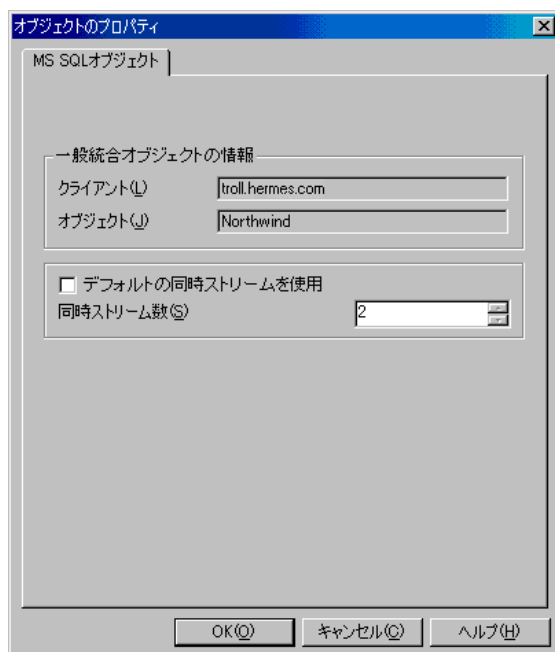 オブジェクトのプロパティ
MS SQLオブジェクト
一般統合オブジェクトの情報
クライアント(L) troll.hermes.com
オブジェクト(J) Northwind
デフォルトの同時ストリームを使用
同時ストリーム数(S) 2
OK(O) キャンセル(C) ヘルプ(H)